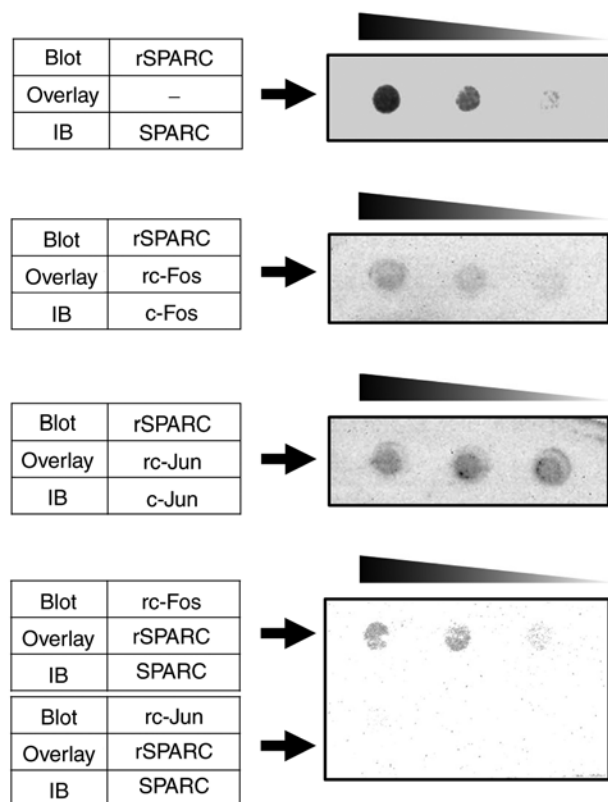 Blot rSPARC
Overlay –
IB SPARC
Blot rSPARC
Overlay rc-Fos
IB c-Fos
Blot rSPARC
Overlay rc-Jun
IB c-Jun
Blot rc-Fos
Overlay rSPARC
IB SPARC
Blot rc-Jun
Overlay rSPARC
IB SPARC